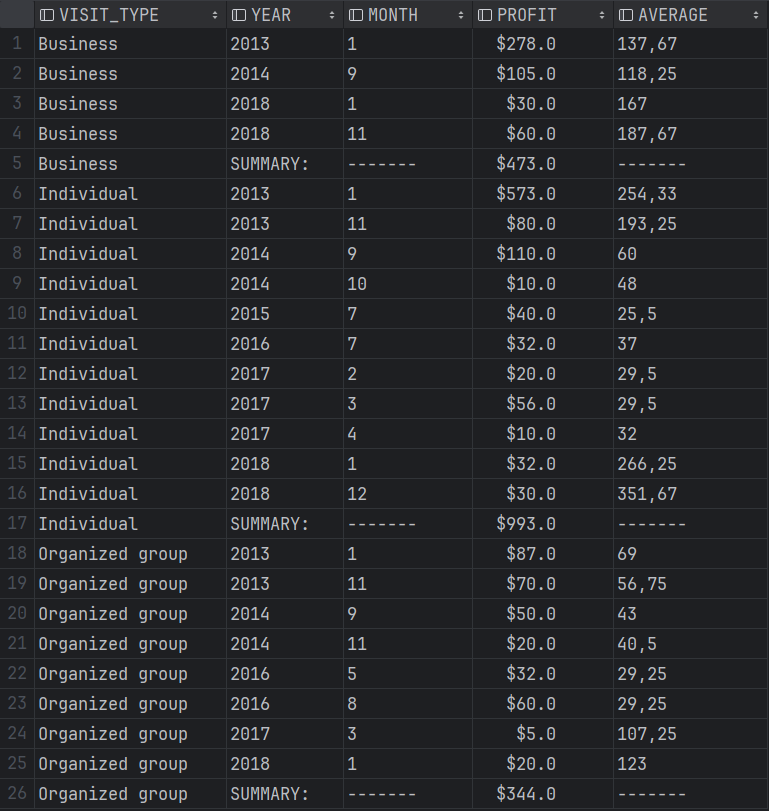 VISIT_TYPE YEAR MONTH PROFIT AVERAGE
1 Business 2013 1 $278.0 137,67
2 Business 2014 9 $105.0 118,25
3 Business 2018 1 $30.0 167
4 Business 2018 11 $60.0 187,67
5 Business SUMMARY: ------- $473.0 -------
6 Individual 2013 1 $573.0 254,33
7 Individual 2013 11 $80.0 193,25
8 Individual 2014 9 $110.0 60
9 Individual 2014 10 $10.0 48
10 Individual 2015 7 $40.0 25,5
11 Individual 2016 7 $32.0 37
12 Individual 2017 2 $20.0 29,5
13 Individual 2017 3 $56.0 29,5
14 Individual 2017 4 $10.0 32
15 Individual 2018 1 $32.0 266,25
16 Individual 2018 12 $30.0 351,67
17 Individual SUMMARY: ------- $993.0 -------
18 Organized group 2013 1 $87.0 69
19 Organized group 2013 11 $70.0 56,75
20 Organized group 2014 9 $50.0 43
21 Organized group 2014 11 $20.0 40,5
22 Organized group 2016 5 $32.0 29,25
23 Organized group 2016 8 $60.0 29,25
24 Organized group 2017 3 $5.0 107,25
25 Organized group 2018 1 $20.0 123
26 Organized group SUMMARY: ------- $344.0 -------